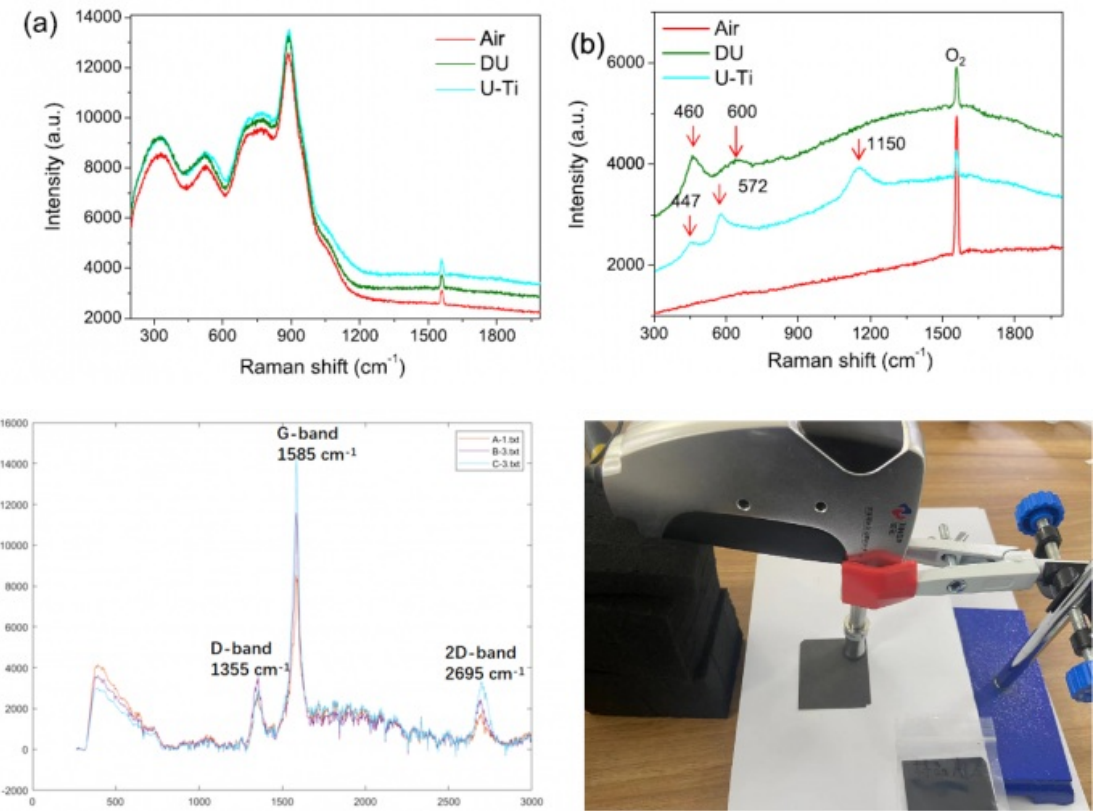 (a)
14000
12000
10000
8000
6000
4000
2000
Intensity (a.u.)
Air
DU
U-Ti
300 600 900 1200 1500 1800
Raman shift (cm-1)
(b)
6000
4000
2000
Intensity (a.u.)
Air
DU
U-Ti
O2
460 600
1150
572
447
300 600 900 1200 1500 1800
Raman shift (cm-1)
16000
14000
12000
10000
8000
6000
4000
2000
0
-2000
G-band
1585 cm-1
A-1.txt
B-3.txt
C-3.txt
D-band
1355 cm-1
2D-band
2695 cm-1
0 500 1000 1500 2000 2500 3000